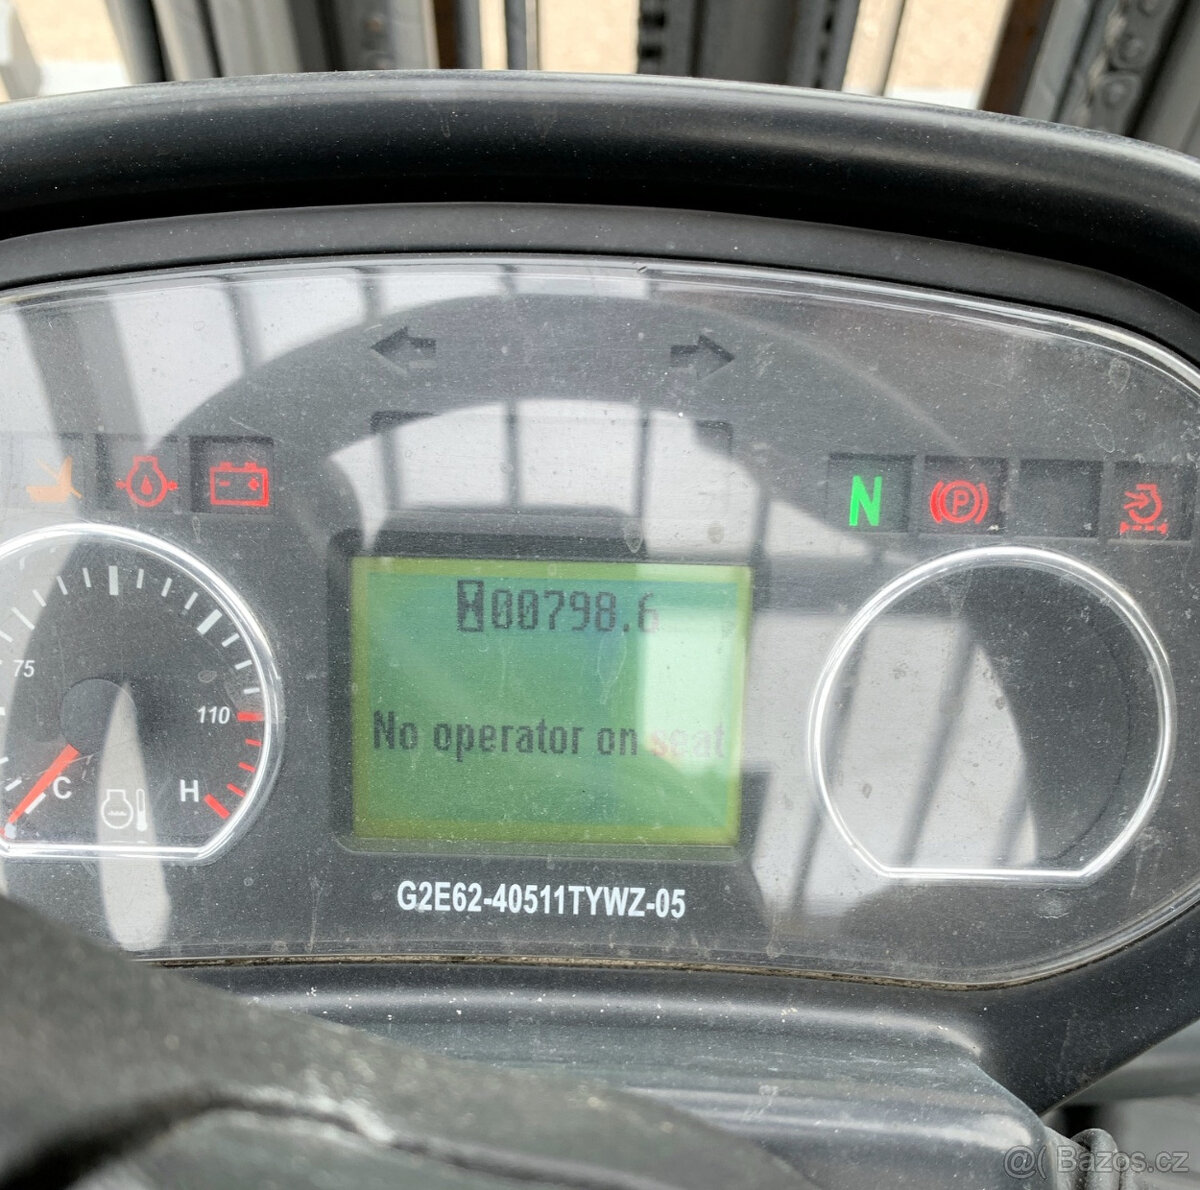 N
P
00798.6
75
110
No operator on seat
C
H
G2E62-40511TYWZ-05
@( Bazos.cz